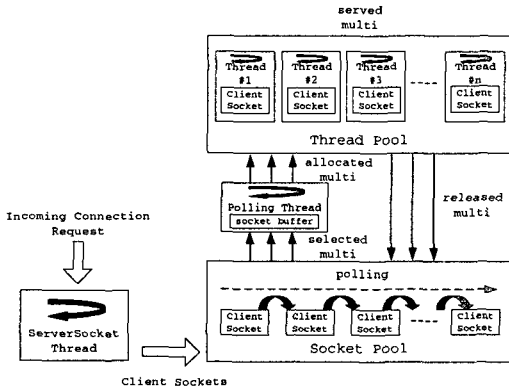 served
multi
Thread
#1
Client
Socket
Thread
#2
Client
Socket
Thread
#3
Client
Socket
Thread
#n
Client
Socket
Thread Pool
allocated
multi
Polling Thread
socket buffer
selected
multi
released
multi
Incoming Connection
Request
ServerSocket
Thread
Client Sockets
polling
Client
Socket
Client
Socket
Client
Socket
Client
Socket
Socket Pool